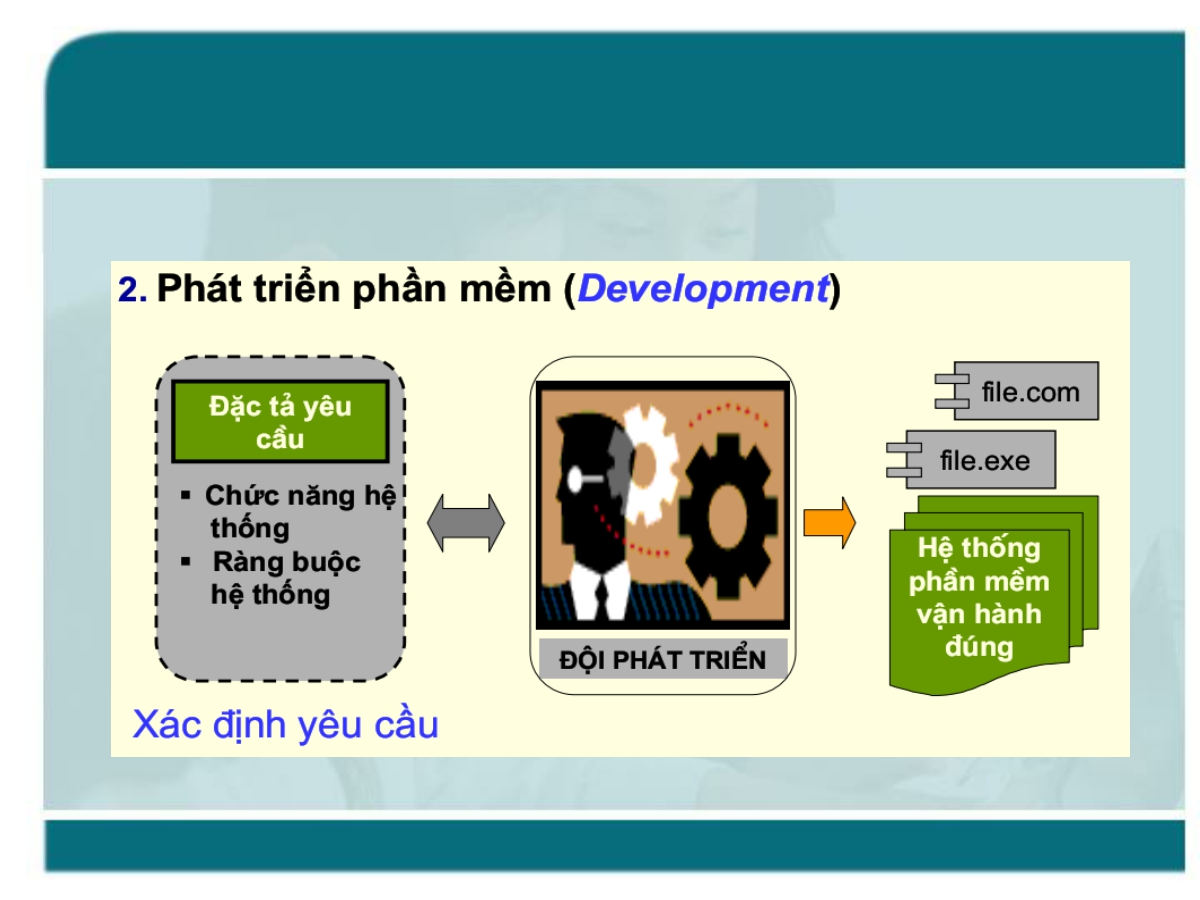 2. Phát triển phần mềm (Development)
Đặc tả yêu
cầu
▪ Chức năng hệ
thống
▪ Ràng buộc
hệ thống
ĐỘI PHÁT TRIỂN
file.com
file.exe
Hệ thống
phần mềm
vận hành
đúng
Xác định yêu cầu